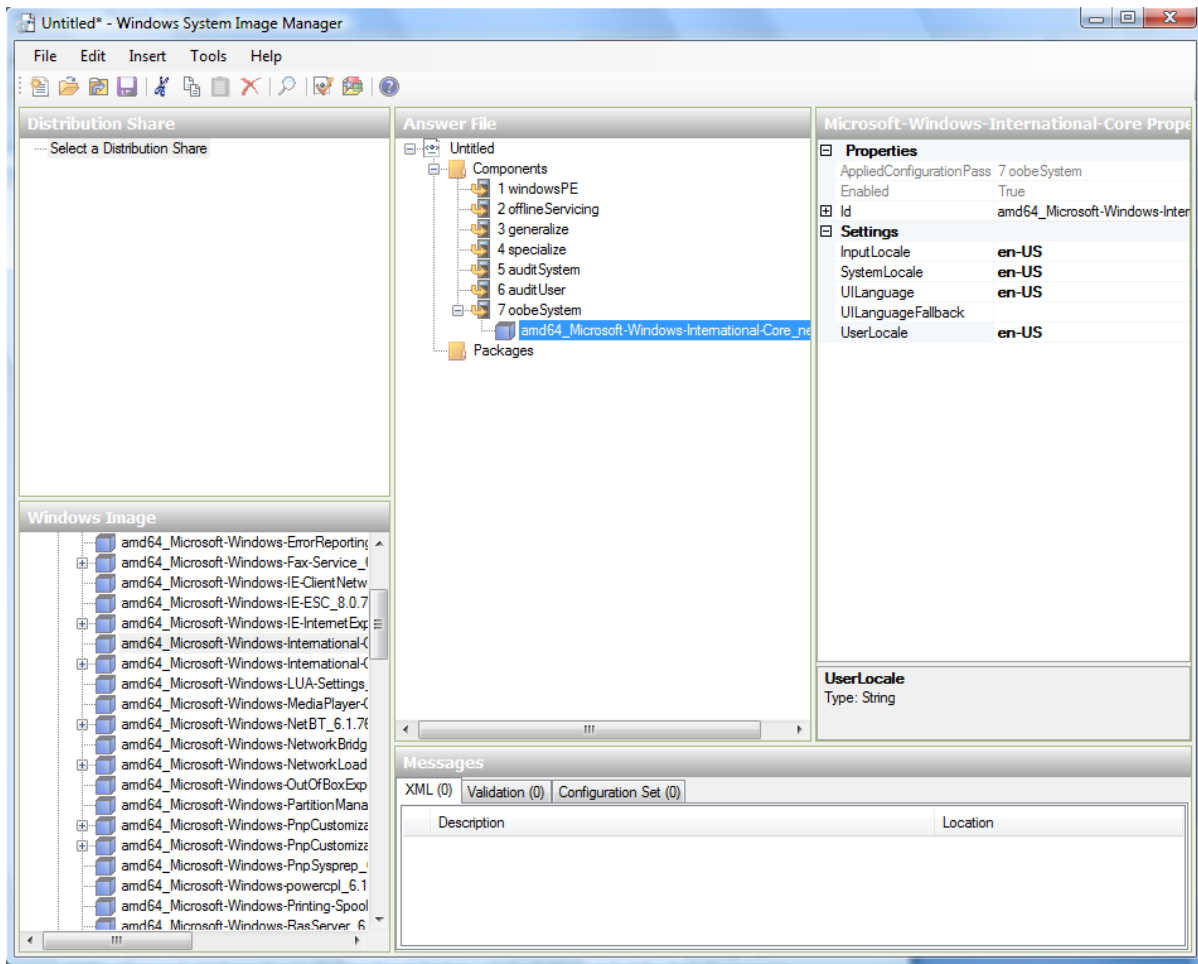 Untitled* - Windows System Image Manager
File Edit Insert Tools Help
Distribution Share
Select a Distribution Share
Windows Image
amd64_Microsoft-Windows-ErrorReporting
amd64_Microsoft-Windows-Fax-Service_6
amd64_Microsoft-Windows-IE-ClientNetw
amd64_Microsoft-Windows-IE-ESC_8.0.7
amd64_Microsoft-Windows-IE-InternetExp
amd64_Microsoft-Windows-International-C
amd64_Microsoft-Windows-International-C
amd64_Microsoft-Windows-LUA-Settings_
amd64_Microsoft-Windows-MediaPlayer-C
amd64_Microsoft-Windows-NetBT_6.1.76
amd64_Microsoft-Windows-NetworkBridg
amd64_Microsoft-Windows-NetworkLoad
amd64_Microsoft-Windows-OutOfBoxExp
amd64_Microsoft-Windows-PartitionMana
amd64_Microsoft-Windows-PnpCustomiza
amd64_Microsoft-Windows-PnpCustomiza
amd64_Microsoft-Windows-PnpSysprep_
amd64_Microsoft-Windows-powercpl_6.1
amd64_Microsoft-Windows-Printing-Spool
amd64_Microsoft-Windows-RasServer_6
Answer File
Untitled
Components
1 windowsPE
2 offlineServicing
3 generalize
4 specialize
5 auditSystem
6 auditUser
7 oobeSystem
amd64_Microsoft-Windows-International-Core_ne
Packages
Microsoft-Windows-International-Core Prope
Properties
AppliedConfigurationPass 7 oobeSystem
Enabled True
Id amd64_Microsoft-Windows-Inter
Settings
InputLocale en-US
SystemLocale en-US
UILanguage en-US
UILanguageFallback
UserLocale en-US
UserLocale
Type: String
Messages
XML (0) Validation (0) Configuration Set (0)
Description Location